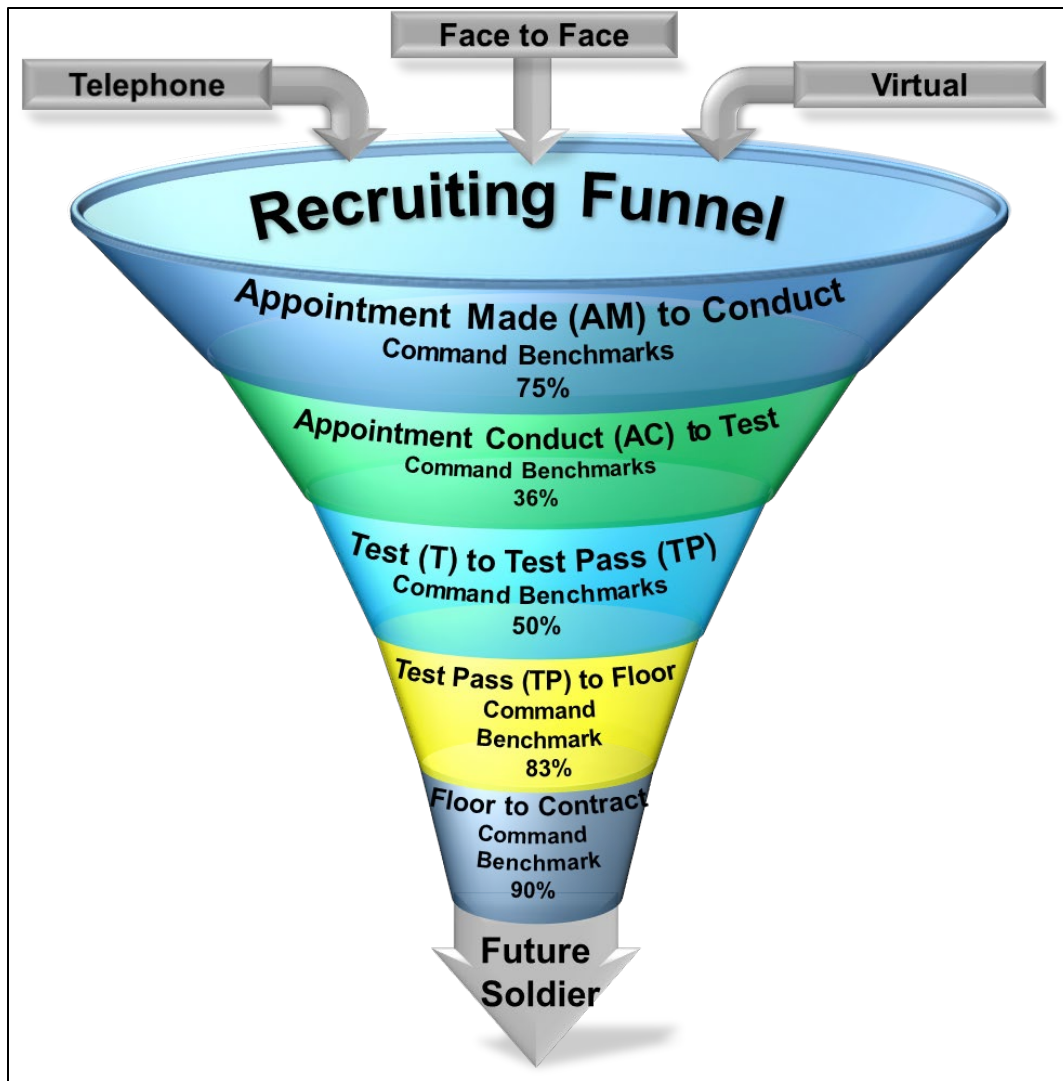 Face to Face
Telephone
Virtual
Recruiting Funnel
Appointment Made (AM) to Conduct
Command Benchmarks
75%
Appointment Conduct (AC) to Test
Command Benchmarks
36%
Test (T) to Test Pass (TP)
Command Benchmarks
50%
Test Pass (TP) to Floor
Command
Benchmark
83%
Floor to Contract
Command
Benchmark
90%
Future
Soldier